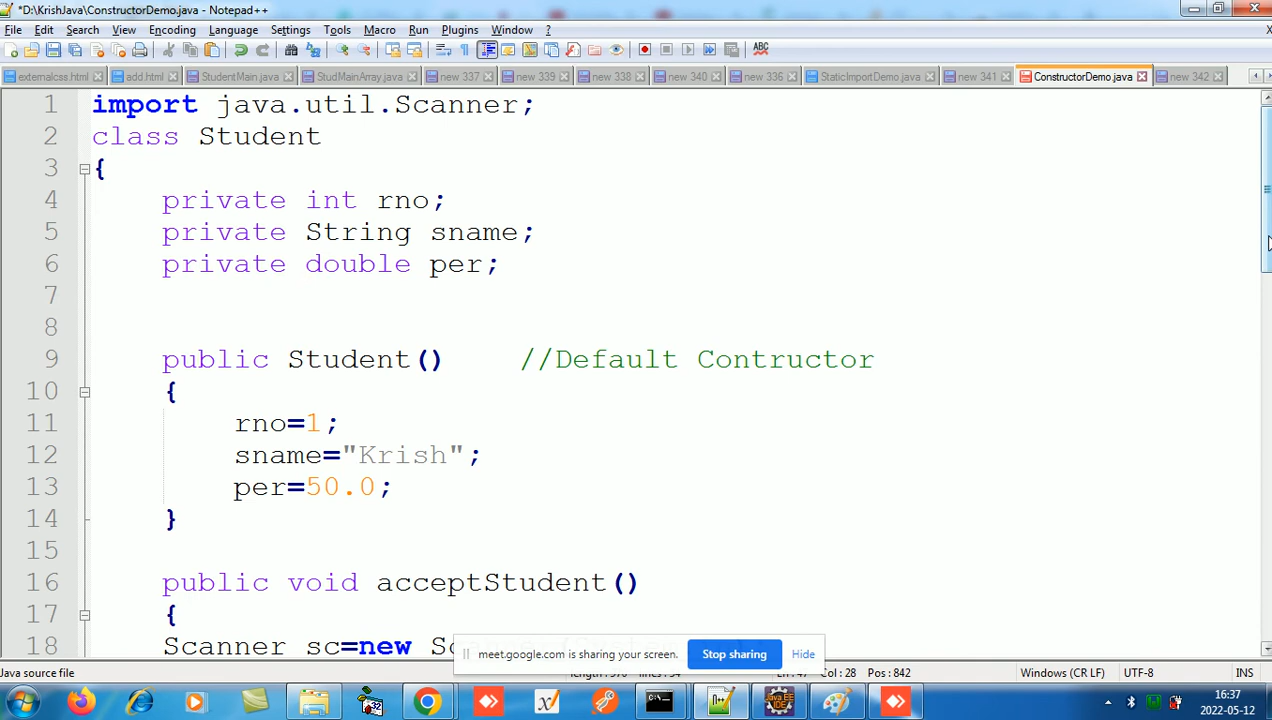 *D:\KrishJava\ConstructorDemo.java - Notepad++
File Edit Search View Encoding Language Settings Tools Macro Run Plugins Window ?
ABC
externalcss.html add.html StudentMain.java StudMainArray.java new 337 new 339 new 338 new 340 new 336 StaticImportDemo.java new 341 ConstructorDemo.java new 342
1 import java.util.Scanner;
2 class Student
3 {
4 private int rno;
5 private String sname;
6 private double per;
7
8
9 public Student() //Default Contructor
10 {
11 rno=1;
12 sname="Krish";
13 per=50.0;
14 }
15
16 public void acceptStudent()
17 {
18 Scanner sc=new
meet.google.com is sharing your screen. Stop sharing Hide
Java source file Col : 28 Pos : 842 Windows (CR LF) UTF-8 INS
16:37
2022-05-12